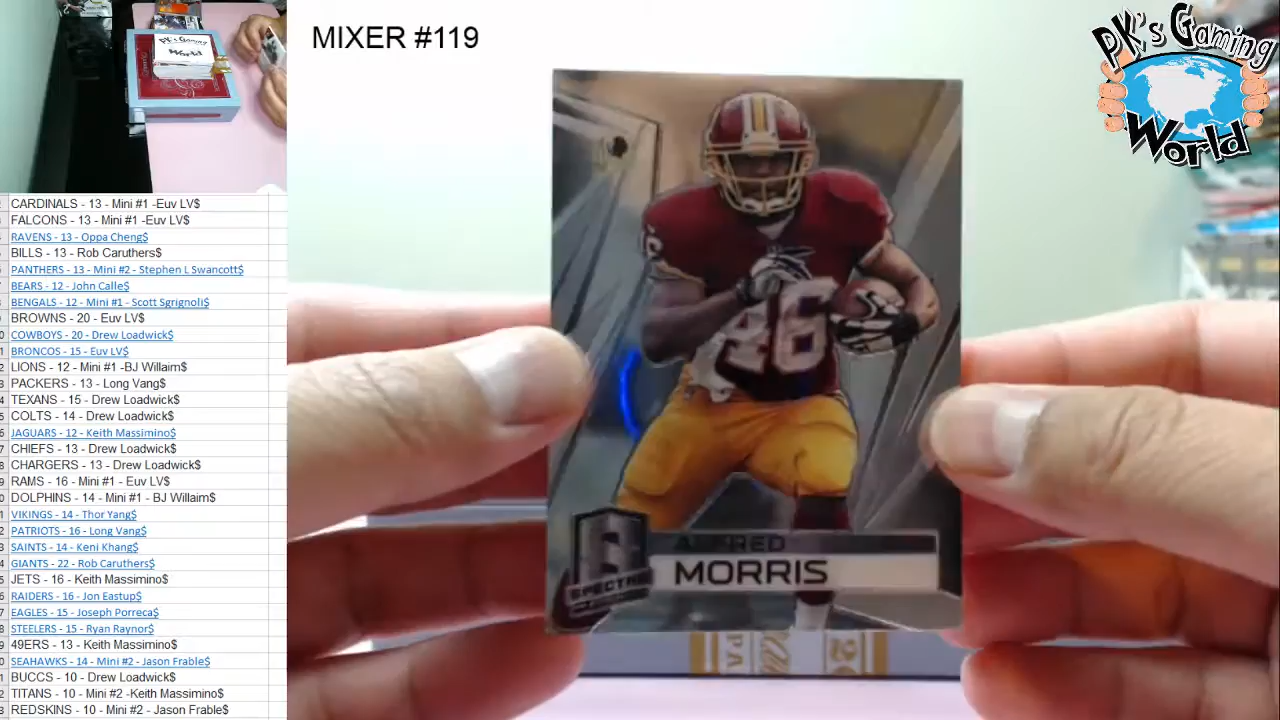 MIXER #119
PK's Gaming World
PK's Gaming
World
CARDINALS - 13 - Mini #1 -Euv LV$
FALCONS - 13 - Mini #1 -Euv LV$
RAVENS - 13 - Oppa Cheng$
BILLS - 13 - Rob Caruthers$
PANTHERS - 13 - Mini #2 - Stephen L Swancott$
BEARS - 12 - John Calle$
BENGALS - 12 - Mini #1 - Scott Sgrignoli$
BROWNS - 20 - Euv LV$
COWBOYS - 20 - Drew Loadwick$
BRONCOS - 15 - Euv LV$
LIONS - 12 - Mini #1 -BJ Willaim$
PACKERS - 13 - Long Vang$
TEXANS - 15 - Drew Loadwick$
COLTS - 14 - Drew Loadwick$
JAGUARS - 12 - Keith Massimino$
CHIEFS - 13 - Drew Loadwick$
CHARGERS - 13 - Drew Loadwick$
RAMS - 16 - Mini #1 - Euv LV$
DOLPHINS - 14 - Mini #1 - BJ Willaim$
VIKINGS - 14 - Thor Yang$
PATRIOTS - 16 - Long Vang$
SAINTS - 14 - Keni Khang$
GIANTS - 22 - Rob Caruthers$
JETS - 16 - Keith Massimino$
RAIDERS - 16 - Jon Eastup$
EAGLES - 15 - Joseph Porreca$
STEELERS - 15 - Ryan Raynor$
49ERS - 13 - Keith Massimino$
SEAHAWKS - 14 - Mini #2 - Jason Frable$
BUCCS - 10 - Drew Loadwick$
TITANS - 10 - Mini #2 -Keith Massimino$
REDSKINS - 10 - Mini #2 - Jason Frable$
46
46
ALFRED
MORRIS
SPECTRA